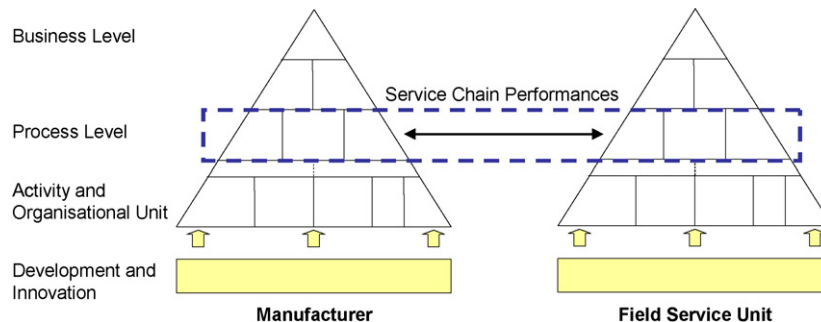 Business Level
Service Chain Performances
Process Level
Activity and
Organisational Unit
Development and
Innovation
Manufacturer
Field Service Unit